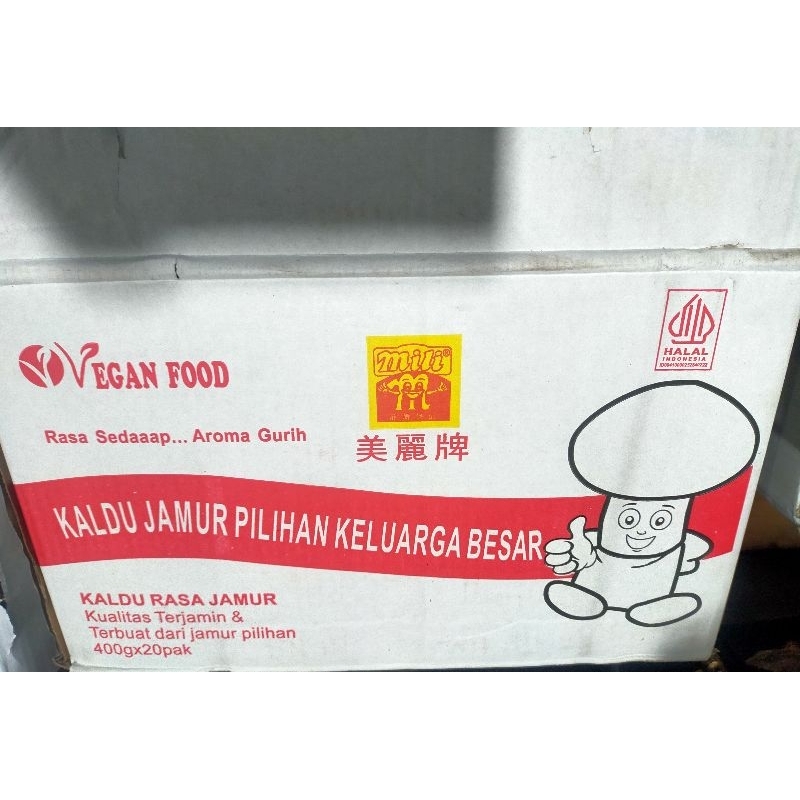 VEGAN FOOD
Rasa Sedaaap... Aroma Gurih
mili®
美麗牌
HALAL
INDONESIA
KALDU JAMUR PILIHAN KELUARGA BESAR
KALDU RASA JAMUR
Kualitas Terjamin &
Terbuat dari jamur pilihan
400gx20pak